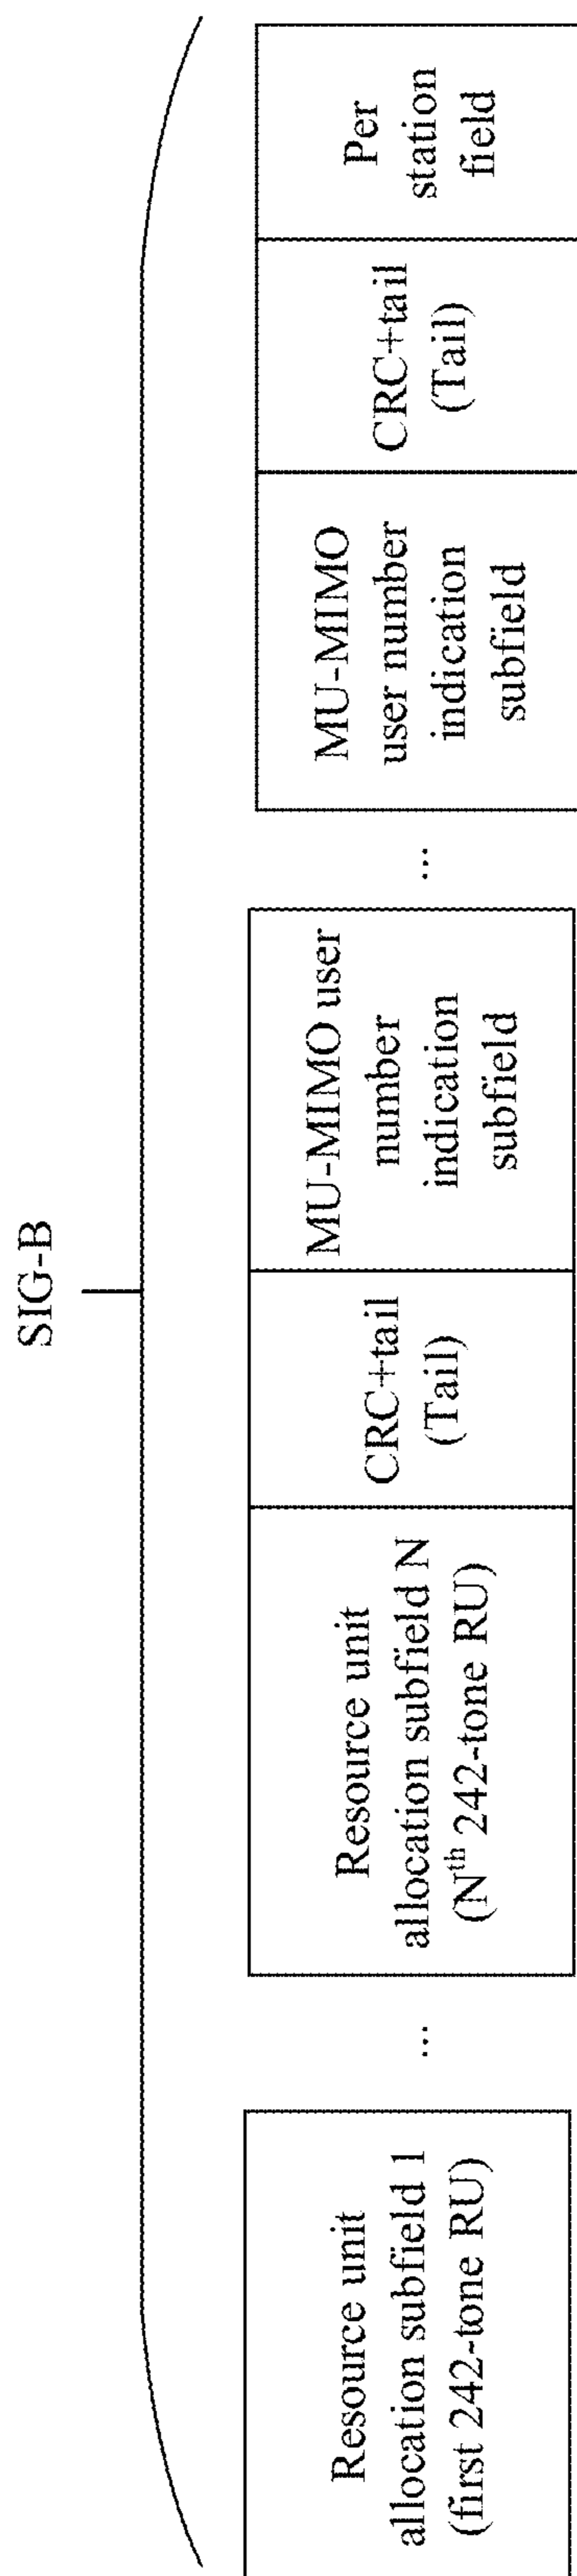 SIG-B
Resource unit
allocation subfield 1
(first 242-tone RU)
...
Resource unit
allocation subfield N
(Nth 242-tone RU)
CRC+tail
(Tail)
MU-MIMO user
number
indication
subfield
...
MU-MIMO
user number
indication
subfield
CRC+tail
(Tail)
Per
station
field